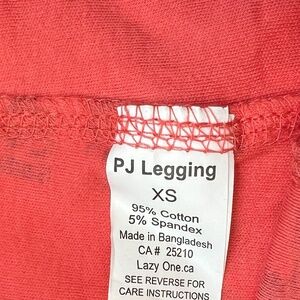 PJ Legging
XS
95% Cotton
5% Spandex
Made in Bangladesh
CA# 25210
Lazy One.ca
SEE REVERSE FOR
CARE INSTRUCTIONS